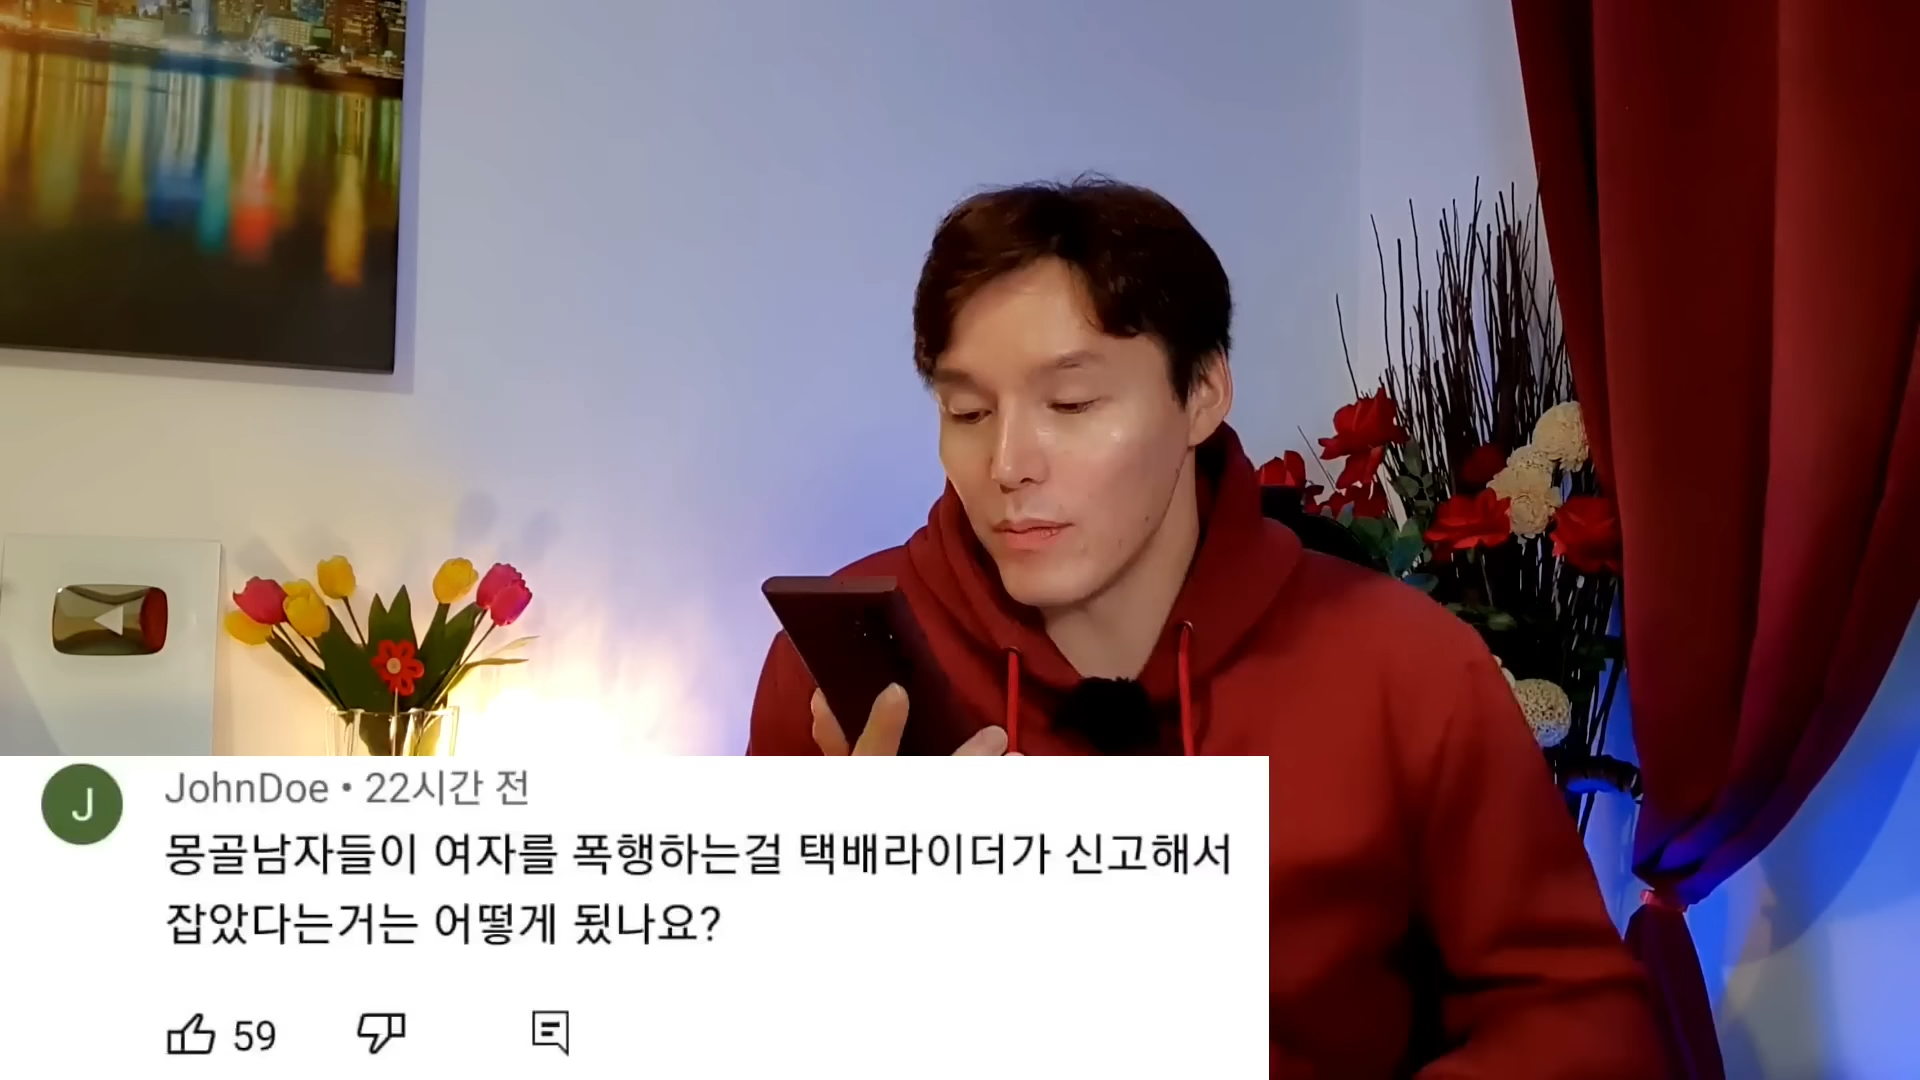 J
JohnDoe • 22시간 전
몽골남자들이 여자를 폭행하는걸 택배라이더가 신고해서
잡았다는거는 어떻게 됬나요?
59